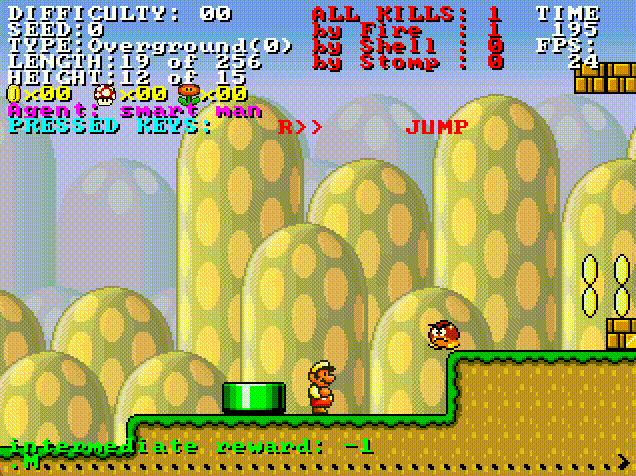 DIFFICULTY: 00
SEED:0
TYPE:Overground(0)
LENGTH:19 of 256
HEIGHT:12 of 15
x00 x00 x00
Agent: smart man
PRESSED KEYS: R>> JUMP
ALL KILLS: 1
by Fire : 1
by Shell : 0
by Stomp : 0
TIME
195
FPS:
24
intermediate reward: -1
.M.......................................>